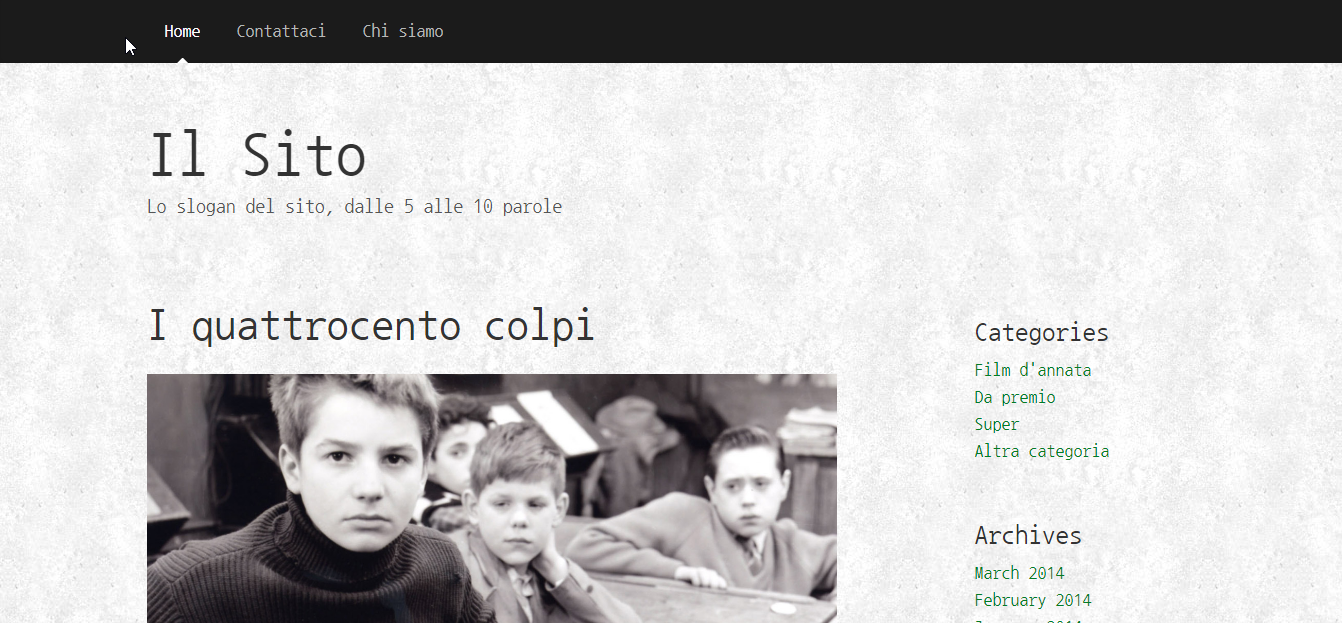 Home Contattaci Chi siamo
Il Sito
Lo slogan del sito, dalle 5 alle 10 parole
I quattrocento colpi
Categories
Film d'annata
Da premio
Super
Altra categoria
Archives
March 2014
February 2014